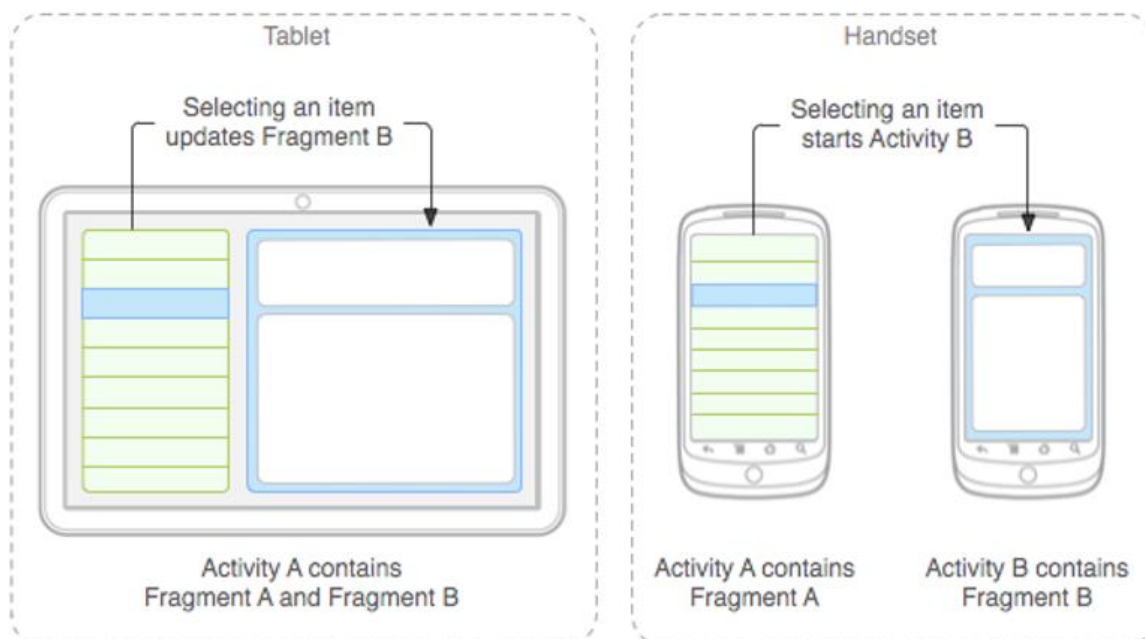 Tablet
Selecting an item
updates Fragment B
Activity A contains
Fragment A and Fragment B
Handset
Selecting an item
starts Activity B
Activity A contains
Fragment A
Activity B contains
Fragment B